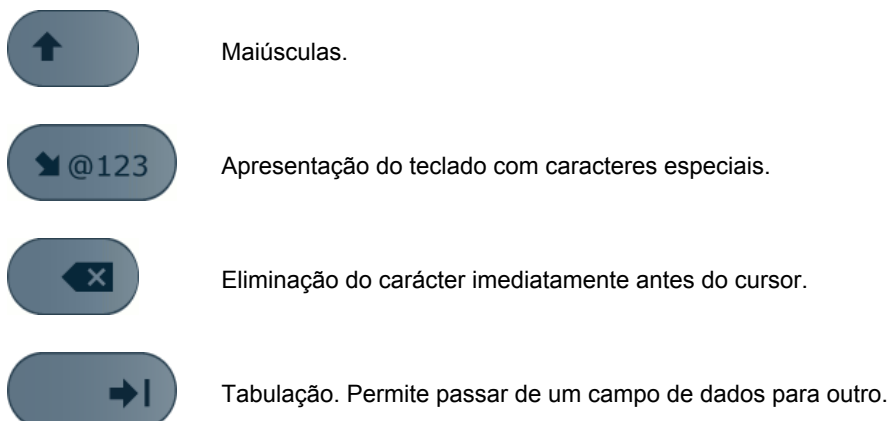 Maiúsculas.
@123 Apresentação do teclado com caracteres especiais.
Eliminação do carácter imediatamente antes do cursor.
Tabulação. Permite passar de um campo de dados para outro.